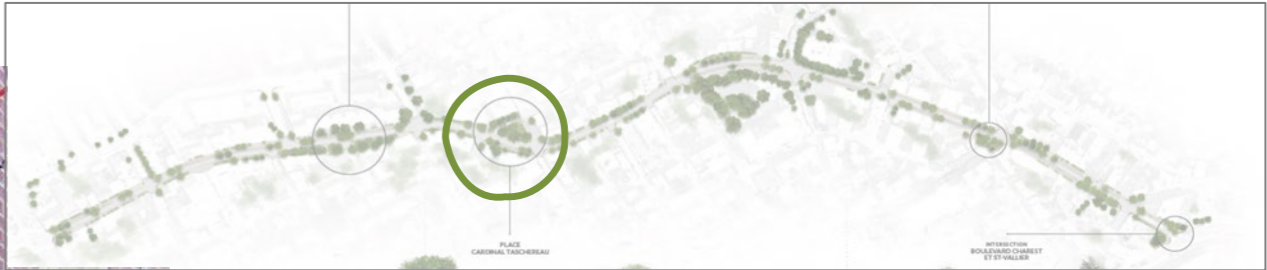 PLACE
CARDINAL TASCHEREAU
INTERSECTION
BOULEVARD CHAREST
ET ST-VALLIER